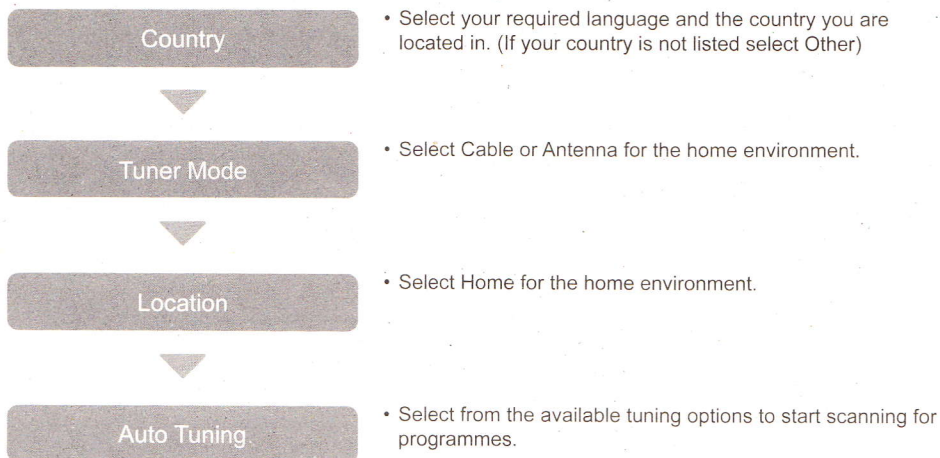 Country
• Select your required language and the country you are
located in. (If your country is not listed select Other)
Tuner Mode
• Select Cable or Antenna for the home environment.
Location
• Select Home for the home environment.
Auto Tuning
• Select from the available tuning options to start scanning for
programmes.